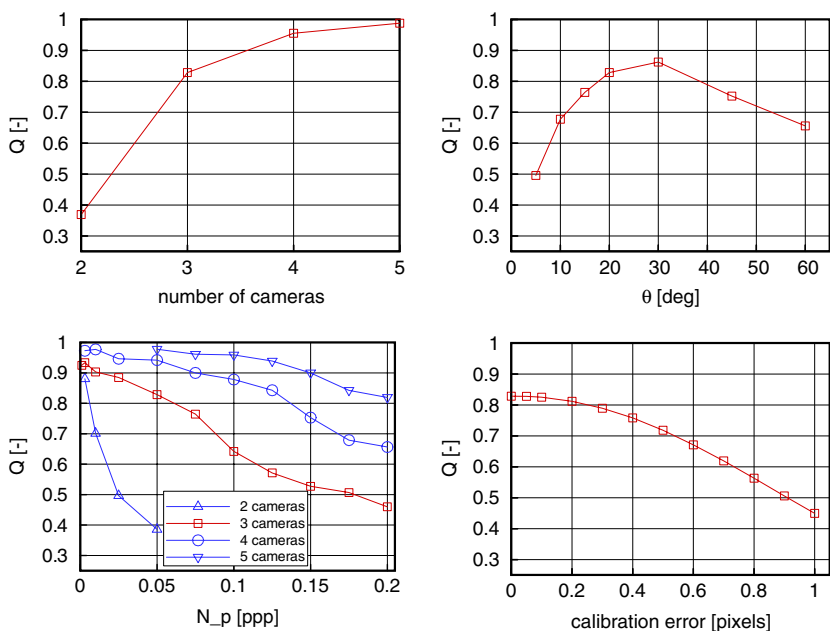 1
0.9
0.8
0.7
0.6
0.5
0.4
0.3
Q [-]
2 3 4 5
number of cameras
1
0.9
0.8
0.7
0.6
0.5
0.4
0.3
Q [-]
0 10 20 30 40 50 60
θ [deg]
1
0.9
0.8
0.7
0.6
0.5
0.4
0.3
Q [-]
2 cameras
3 cameras
4 cameras
5 cameras
0 0.05 0.1 0.15 0.2
N_p [ppp]
1
0.9
0.8
0.7
0.6
0.5
0.4
0.3
Q [-]
0 0.2 0.4 0.6 0.8 1
calibration error [pixels]